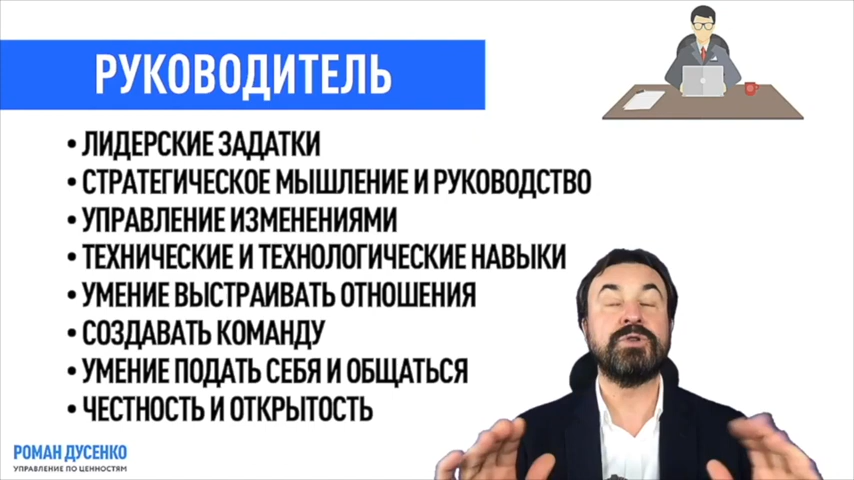 РУКОВОДИТЕЛЬ
• ЛИДЕРСКИЕ ЗАДАТКИ
• СТРАТЕГИЧЕСКОЕ МЫШЛЕНИЕ И РУКОВОДСТВО
• УПРАВЛЕНИЕ ИЗМЕНЕНИЯМИ
• ТЕХНИЧЕСКИЕ И ТЕХНОЛОГИЧЕСКИЕ НАВЫКИ
• УМЕНИЕ ВЫСТРАИВАТЬ ОТНОШЕНИЯ
• СОЗДАВАТЬ КОМАНДУ
• УМЕНИЕ ПОДАТЬ СЕБЯ И ОБЩАТЬСЯ
• ЧЕСТНОСТЬ И ОТКРЫТОСТЬ
РОМАН ДУСЕНКО
УПРАВЛЕНИЕ ПО ЦЕННОСТЯМ